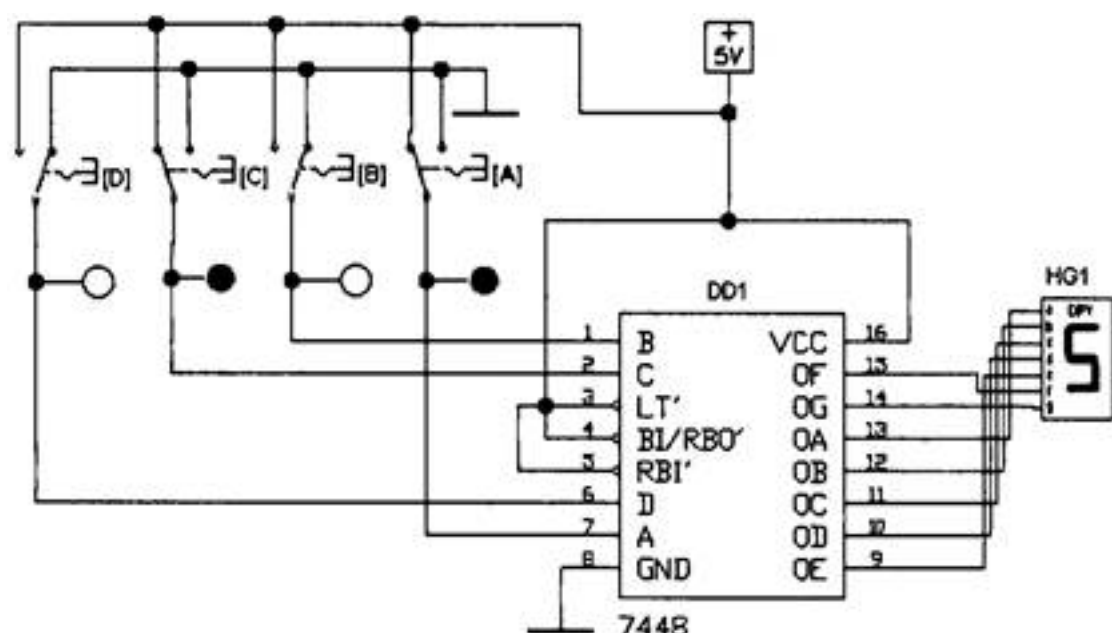 +
5V
[D]
[C]
[B]
[A]
DD1
HG1
DPY
1 B VCC 16
2 C OF 15
3 LT' OG 14
4 BI/RBO' OA 13
5 RBI' OB 12
6 D OC 11
7 A OD 10
8 GND OE 9
7448